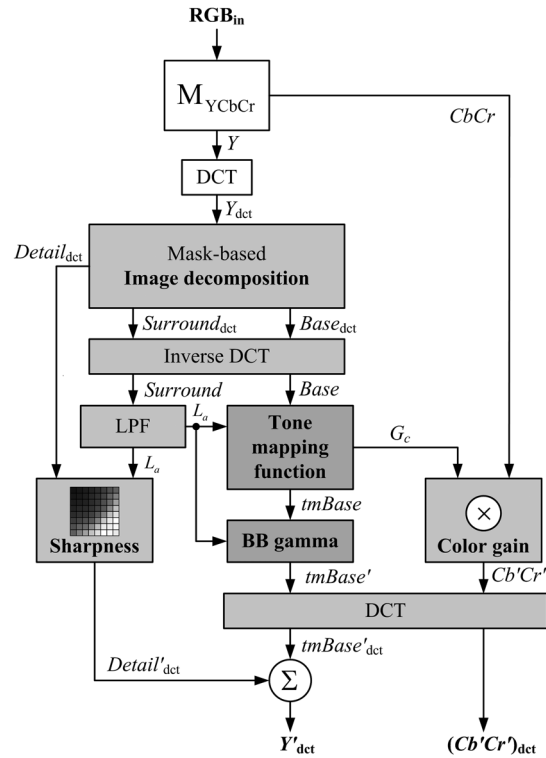 RGBin
MYCbCr
CbCr
Y
DCT
Ydct
Detaildct
Mask-based
Image decomposition
Surrounddct
Basedct
Inverse DCT
Surround
Base
LPF
La
Tone
mapping
function
Gc
La
tmBase
×
Sharpness
BB gamma
Color gain
tmBase'
Cb'Cr'
DCT
tmBase'dct
Detail'dct
Σ
Y'dct
(Cb'Cr')dct